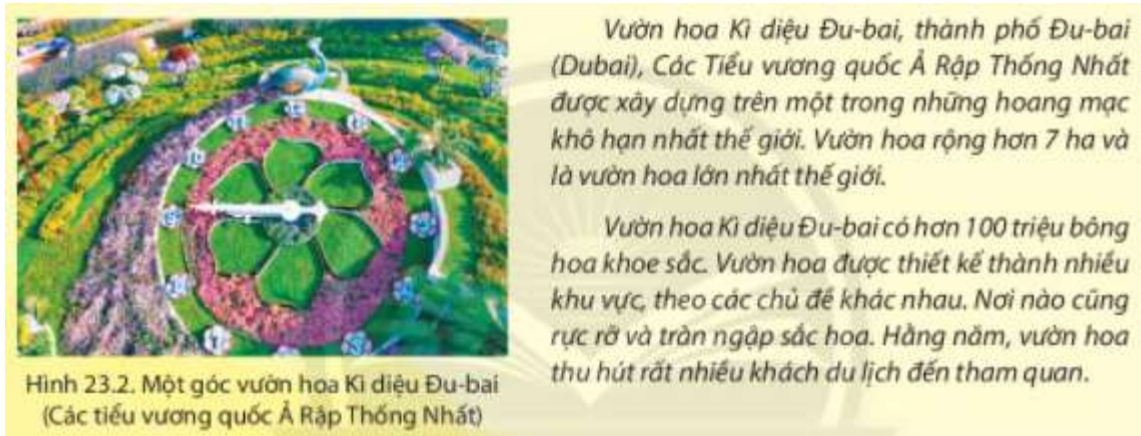 Vườn hoa Kì diệu Đu-bai, thành phố Đu-bai
(Dubai), Các Tiểu vương quốc Ả Rập Thống Nhất
được xây dựng trên một trong những hoang mạc
khô hạn nhất thế giới. Vườn hoa rộng hơn 7 ha và
là vườn hoa lớn nhất thế giới.
Vườn hoa Kì diệu Đu-bai có hơn 100 triệu bông
hoa khoe sắc. Vườn hoa được thiết kế thành nhiều
khu vực, theo các chủ đề khác nhau. Nơi nào cũng
rực rỡ và tràn ngập sắc hoa. Hằng năm, vườn hoa
thu hút rất nhiều khách du lịch đến tham quan.
Hình 23.2. Một góc vườn hoa Kì diệu Đu-bai
(Các tiểu vương quốc Ả Rập Thống Nhất)